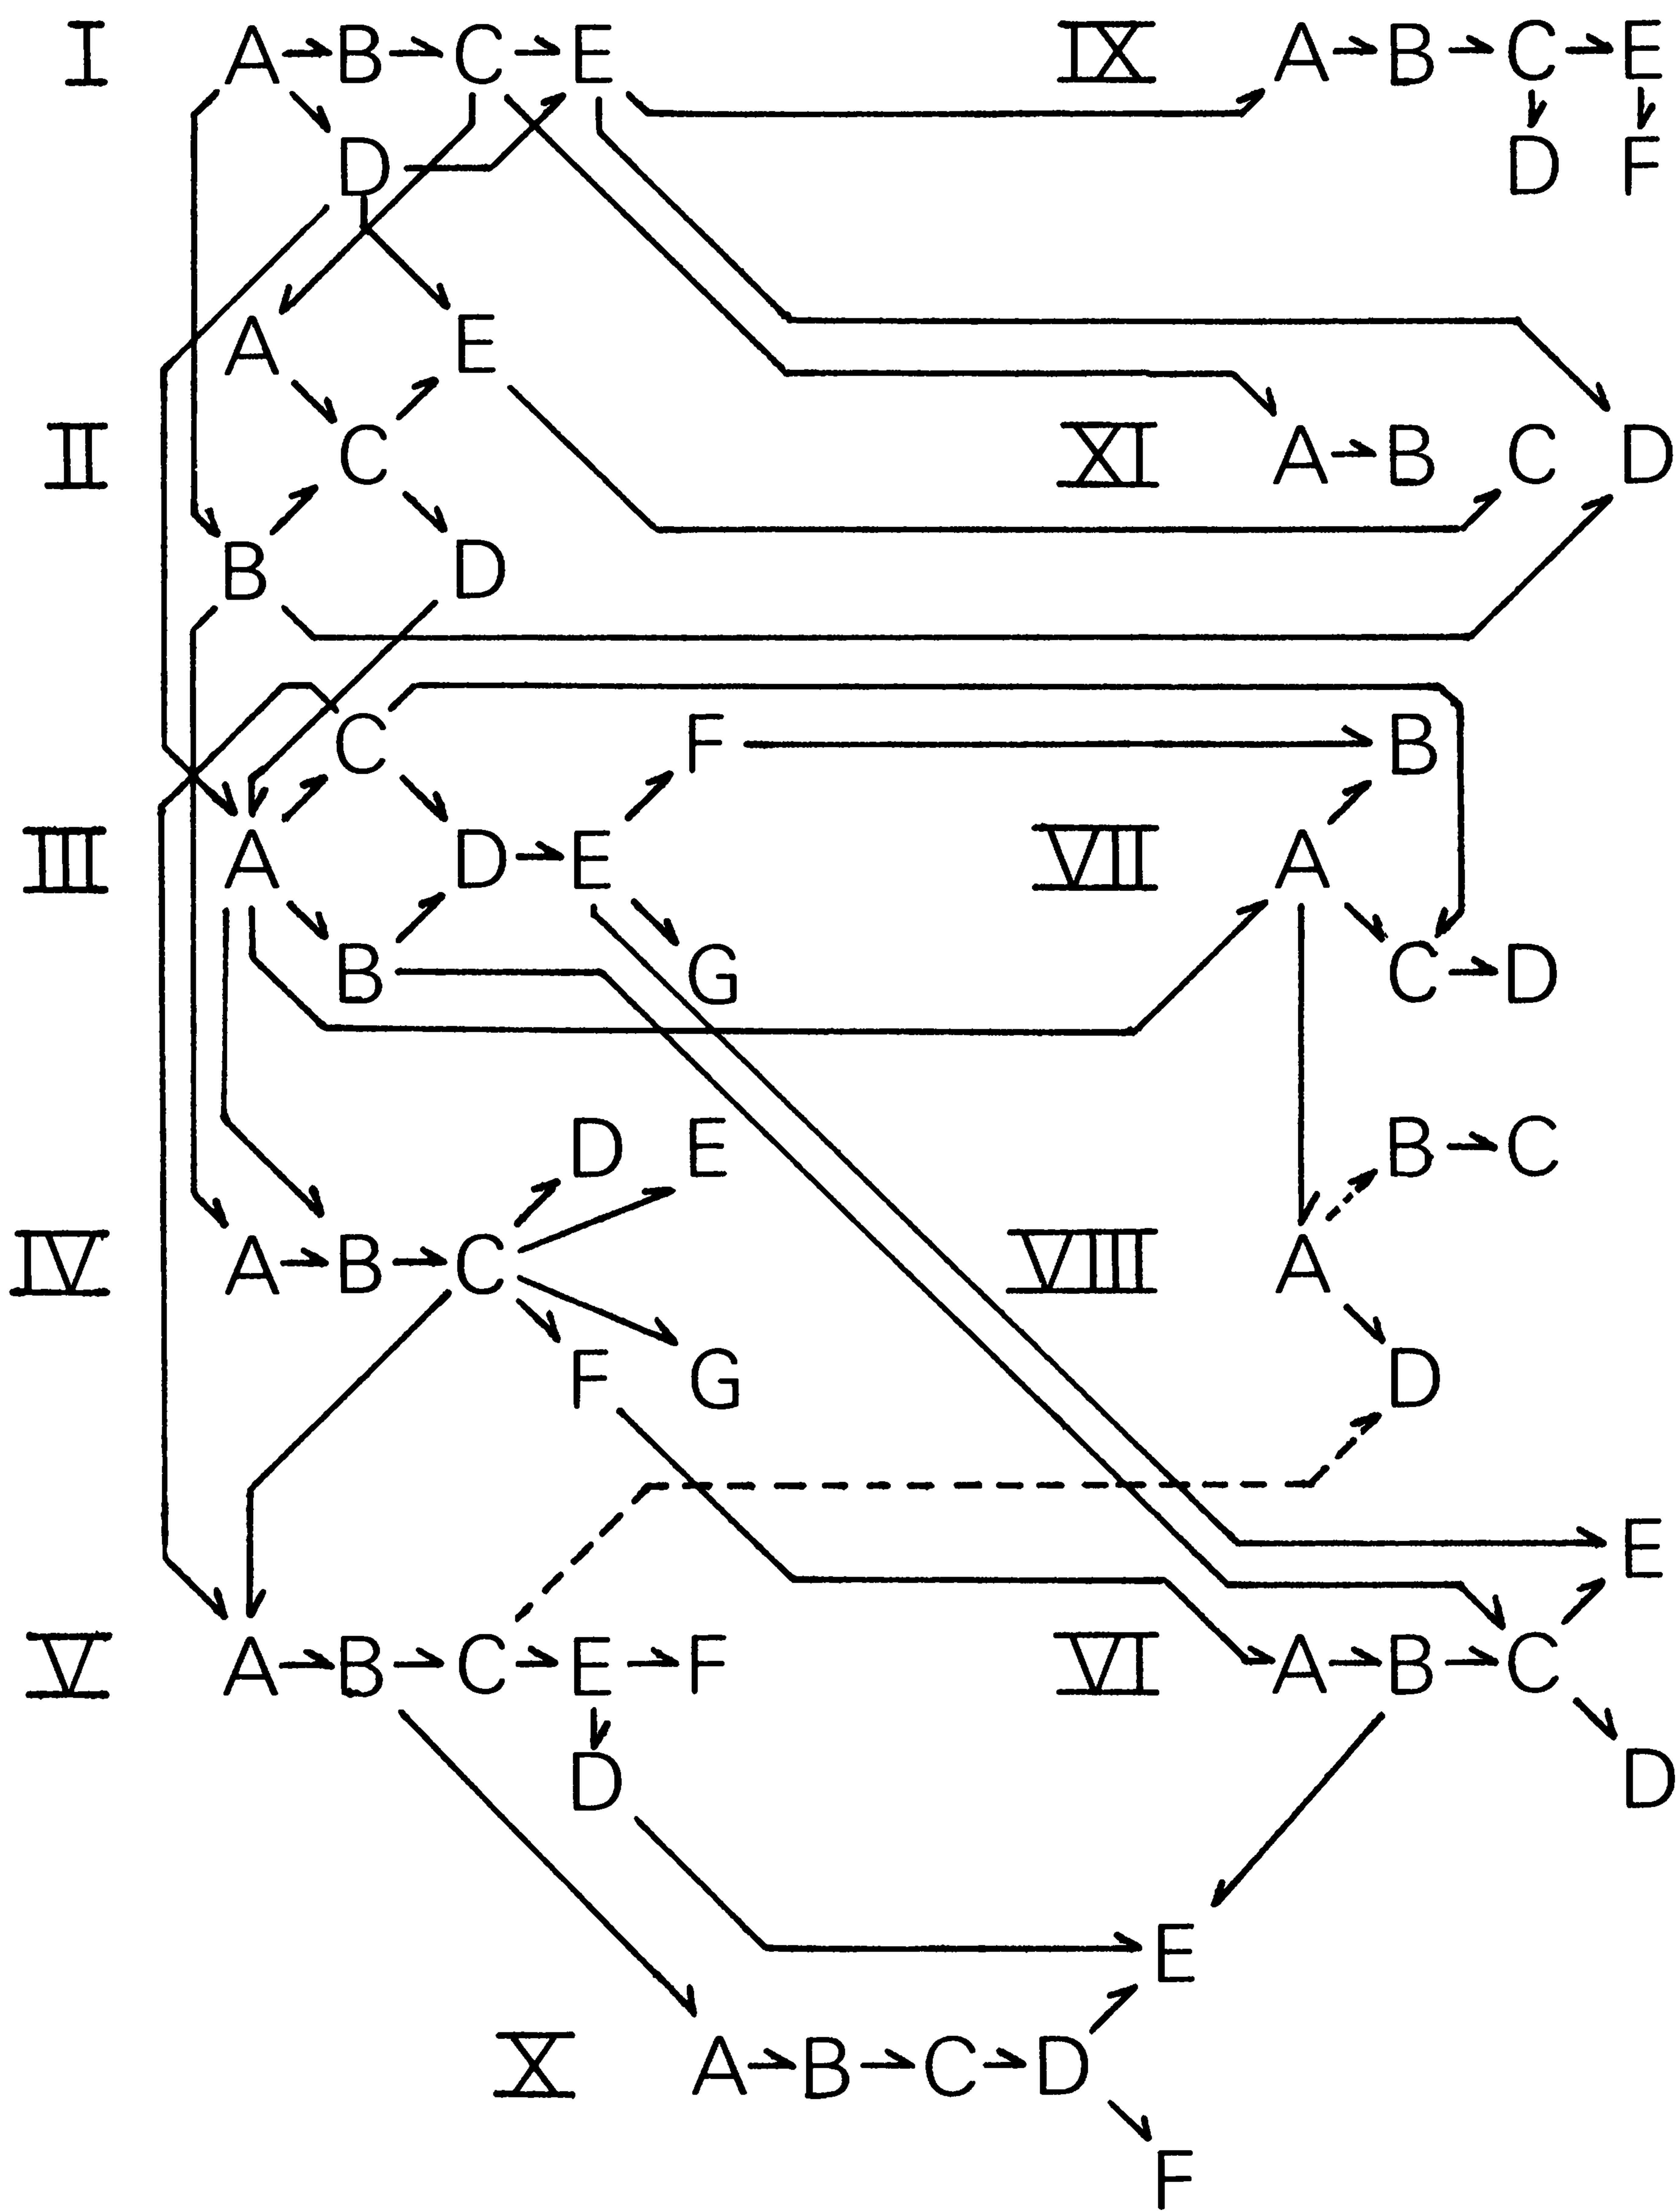 I A B C E IX A B C E
D D F
A E
II C XI A B C D
B D
C F B
III A D E VII A
B G C D
D E B C
IV A B C VIII A
F G D
E
V A B C E F VI A B C
D D
E
X A B C D
F